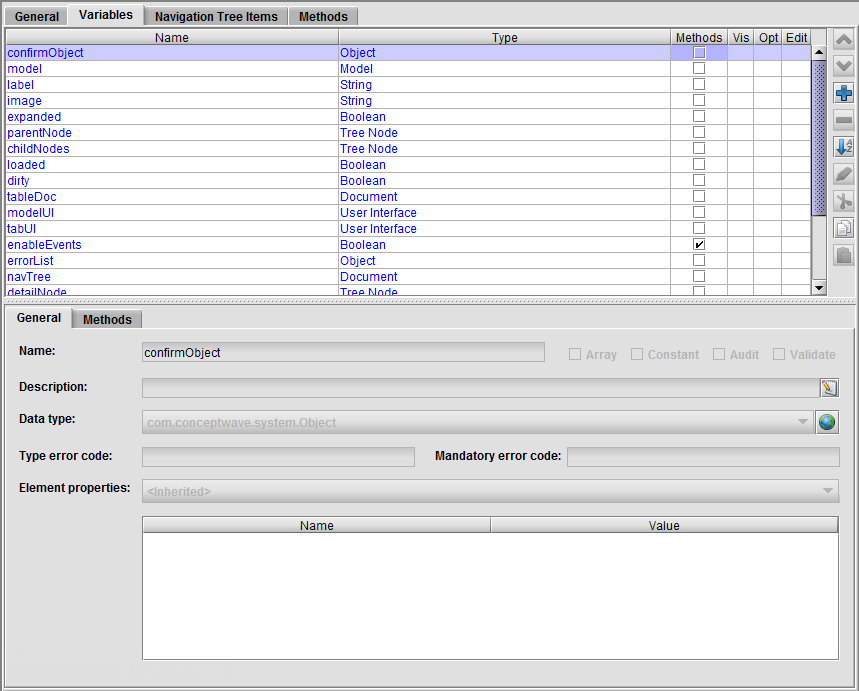 General Variables Navigation Tree Items Methods
Name Type Methods Vis Opt Edit
confirmObject Object
model Model
label String
image String
expanded Boolean
parentNode Tree Node
childNodes Tree Node
loaded Boolean
dirty Boolean
tableDoc Document
modelUI User Interface
tabUI User Interface
enableEvents Boolean
errorList Object
navTree Document
detailNode Tree Node
General Methods
Name: confirmObject Array Constant Audit Validate
Description:
Data type: com.conceptwave.system.Object
Type error code: Mandatory error code:
Element properties: <Inherited>
Name Value